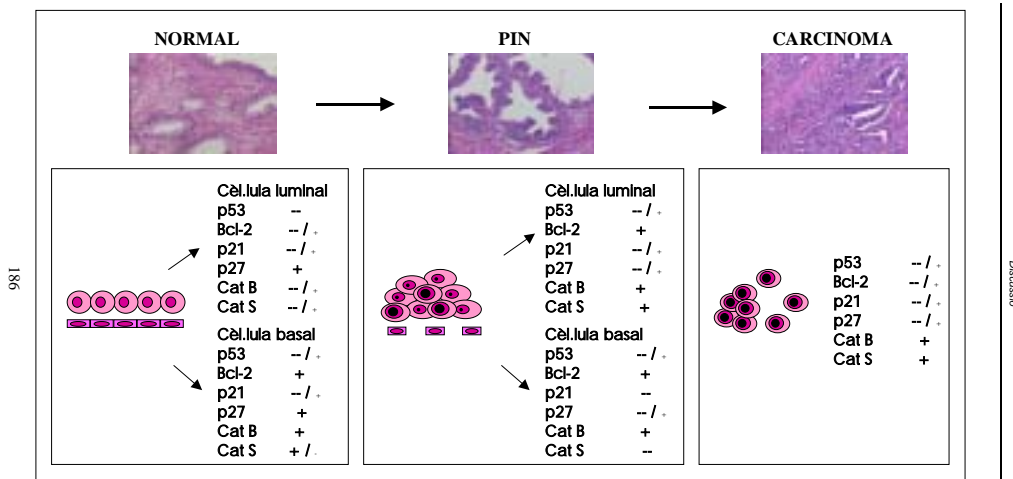 NORMAL
PIN
CARCINOMA
Cèl.lula luminal
p53 --
Bcl-2 -- / +
p21 -- / +
p27 +
Cat B -- / +
Cat S -- / +
Cèl.lula basal
p53 -- / +
Bcl-2 +
p21 -- / +
p27 +
Cat B +
Cat S + / -
Cèl.lula luminal
p53 -- / +
Bcl-2 +
p21 -- / +
p27 -- / +
Cat B +
Cat S +
Cèl.lula basal
p53 -- / +
Bcl-2 +
p21 --
p27 -- / +
Cat B +
Cat S --
p53 -- / +
Bcl-2 -- / +
p21 -- / +
p27 -- / +
Cat B +
Cat S +
186